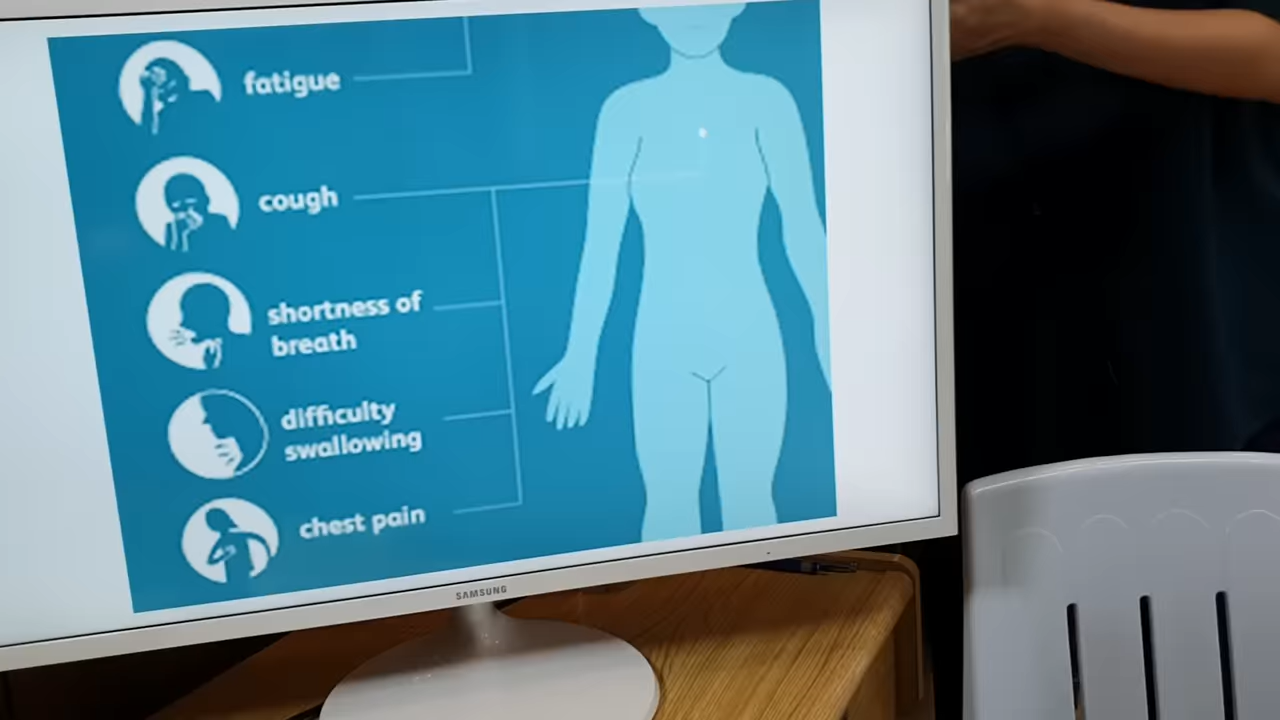 fatigue
cough
shortness of
breath
difficulty
swallowing
chest pain
SAMSUNG